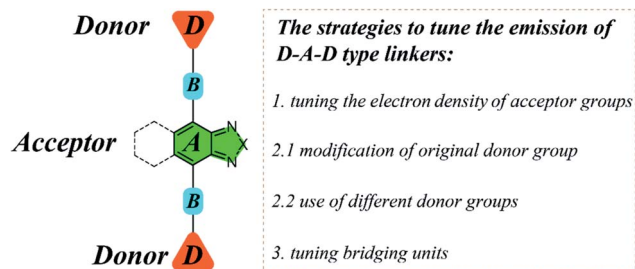 Donor D
B
Acceptor A N X N
B
Donor D
The strategies to tune the emission of
D-A-D type linkers:
1. tuning the electron density of acceptor groups
2.1 modification of original donor group
2.2 use of different donor groups
3. tuning bridging units